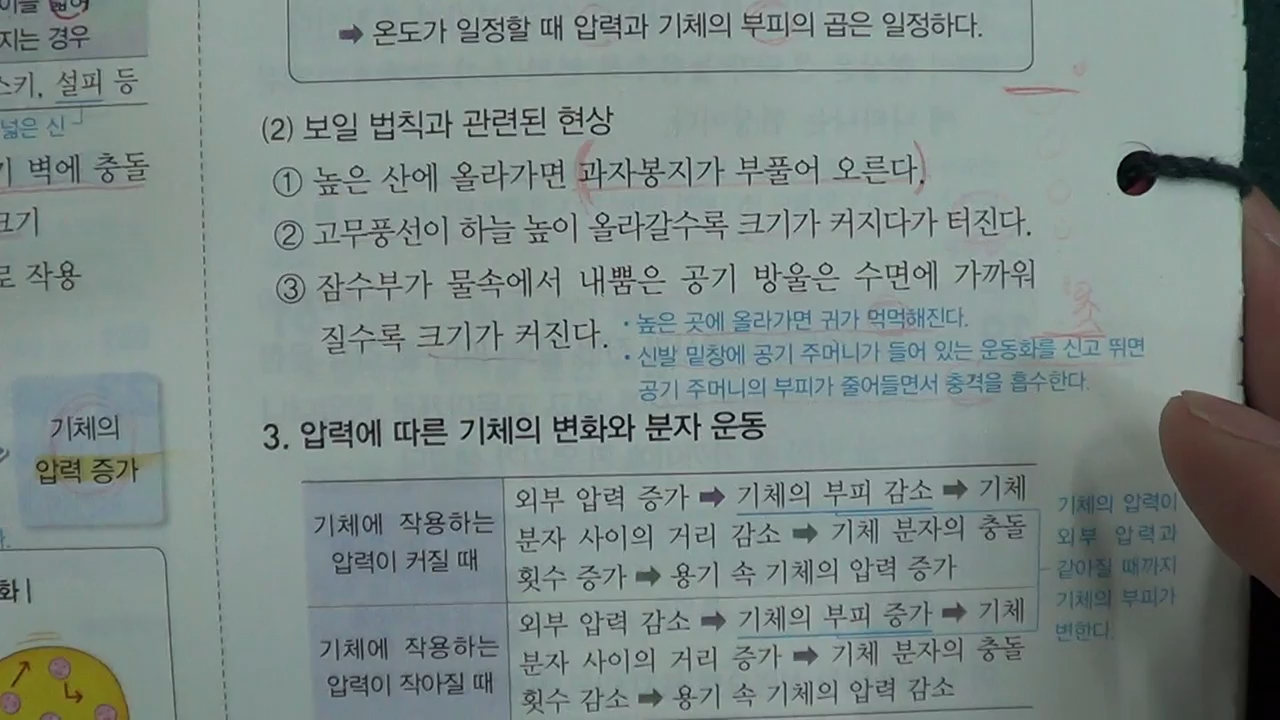 지는 경우
스키, 설피 등
넓은 신
기 벽에 충돌
크기
로 작용
기체의
압력 증가
➡ 온도가 일정할 때 압력과 기체의 부피의 곱은 일정하다.
(2) 보일 법칙과 관련된 현상
① 높은 산에 올라가면 과자봉지가 부풀어 오른다.
② 고무풍선이 하늘 높이 올라갈수록 크기가 커지다가 터진다.
③ 잠수부가 물속에서 내뿜은 공기 방울은 수면에 가까워
질수록 크기가 커진다.
• 높은 곳에 올라가면 귀가 먹먹해진다.
• 신발 밑창에 공기 주머니가 들어 있는 운동화를 신고 뛰면
공기 주머니의 부피가 줄어들면서 충격을 흡수한다.
3. 압력에 따른 기체의 변화와 분자 운동
기체에 작용하는
압력이 커질 때
외부 압력 증가 ➡ 기체의 부피 감소 ➡ 기체
분자 사이의 거리 감소 ➡ 기체 분자의 충돌
횟수 증가 ➡ 용기 속 기체의 압력 증가
기체에 작용하는
압력이 작아질 때
외부 압력 감소 ➡ 기체의 부피 증가 ➡ 기체
분자 사이의 거리 증가 ➡ 기체 분자의 충돌
횟수 감소 ➡ 용기 속 기체의 압력 감소
기체의 압력이
외부 압력과
같아질 때까지
기체의 부피가
변한다.